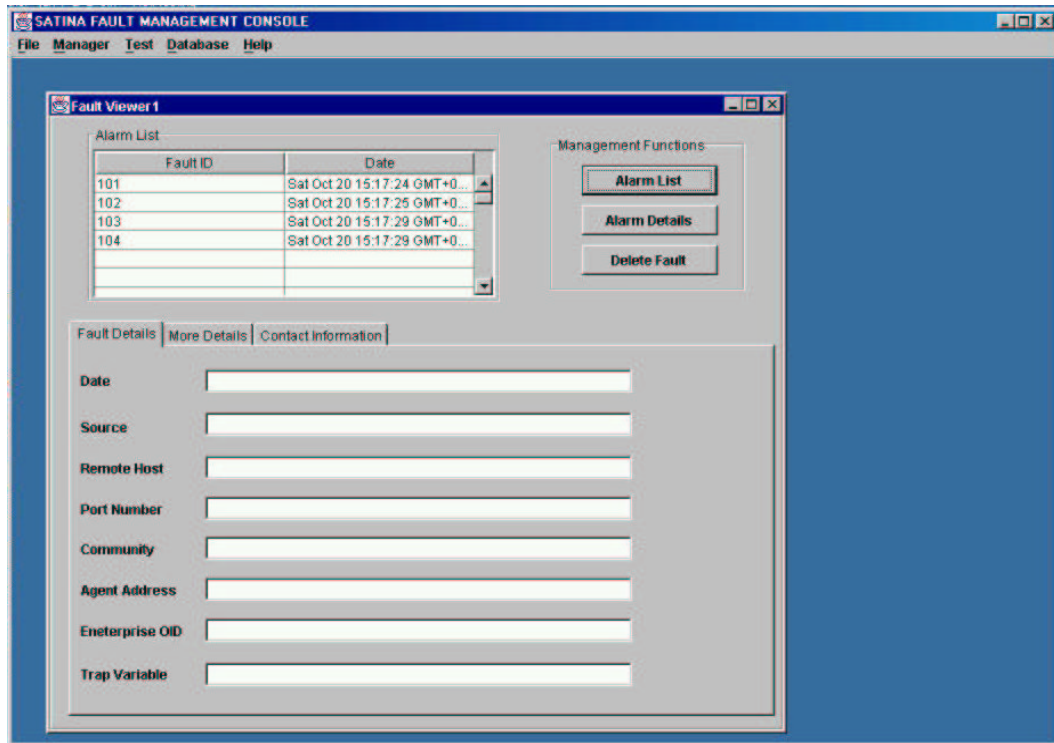 SATINA FAULT MANAGEMENT CONSOLE
File Manager Test Database Help
Fault Viewer1
Alarm List
Fault ID Date
101 Sat Oct 20 15:17:24 GMT+0...
102 Sat Oct 20 15:17:25 GMT+0...
103 Sat Oct 20 15:17:29 GMT+0...
104 Sat Oct 20 15:17:29 GMT+0...
Management Functions
Alarm List
Alarm Details
Delete Fault
Fault Details More Details Contact Information
Date
Source
Remote Host
Port Number
Community
Agent Address
Eneterprise OID
Trap Variable